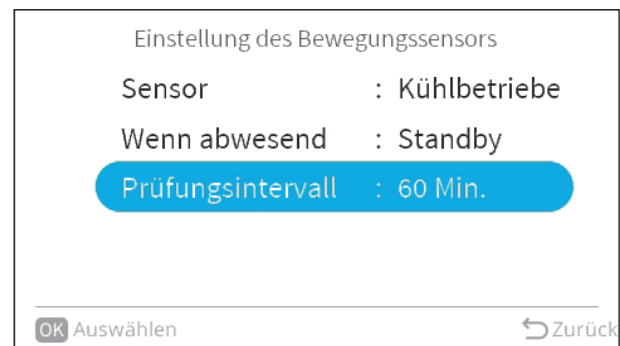 Einstellung des Bewegungssensors
Sensor : Kühlbetriebe
Wenn abwesend : Standby
Prüfungsintervall : 60 Min.
OK Auswählen Zurück